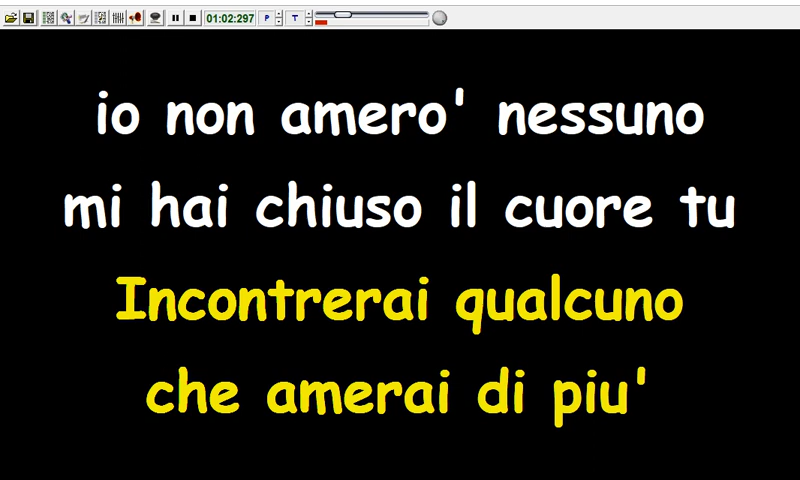 01:02:297 P T
io non amero' nessuno
mi hai chiuso il cuore tu
Incontrerai qualcuno
che amerai di piu'